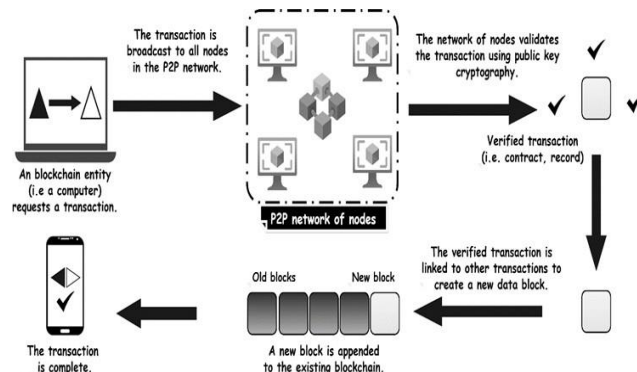 The transaction is
broadcast to all nodes
in the P2P network.
The network of nodes validates
the transaction using public key
cryptography.
An blockchain entity
(i.e a computer)
requests a transaction.
P2P network of nodes
Verified transaction
(i.e. contract, record)
The verified transaction is
linked to other transactions to
create a new data block.
Old blocks
New block
A new block is appended
to the existing blockchain.
The transaction
is complete.